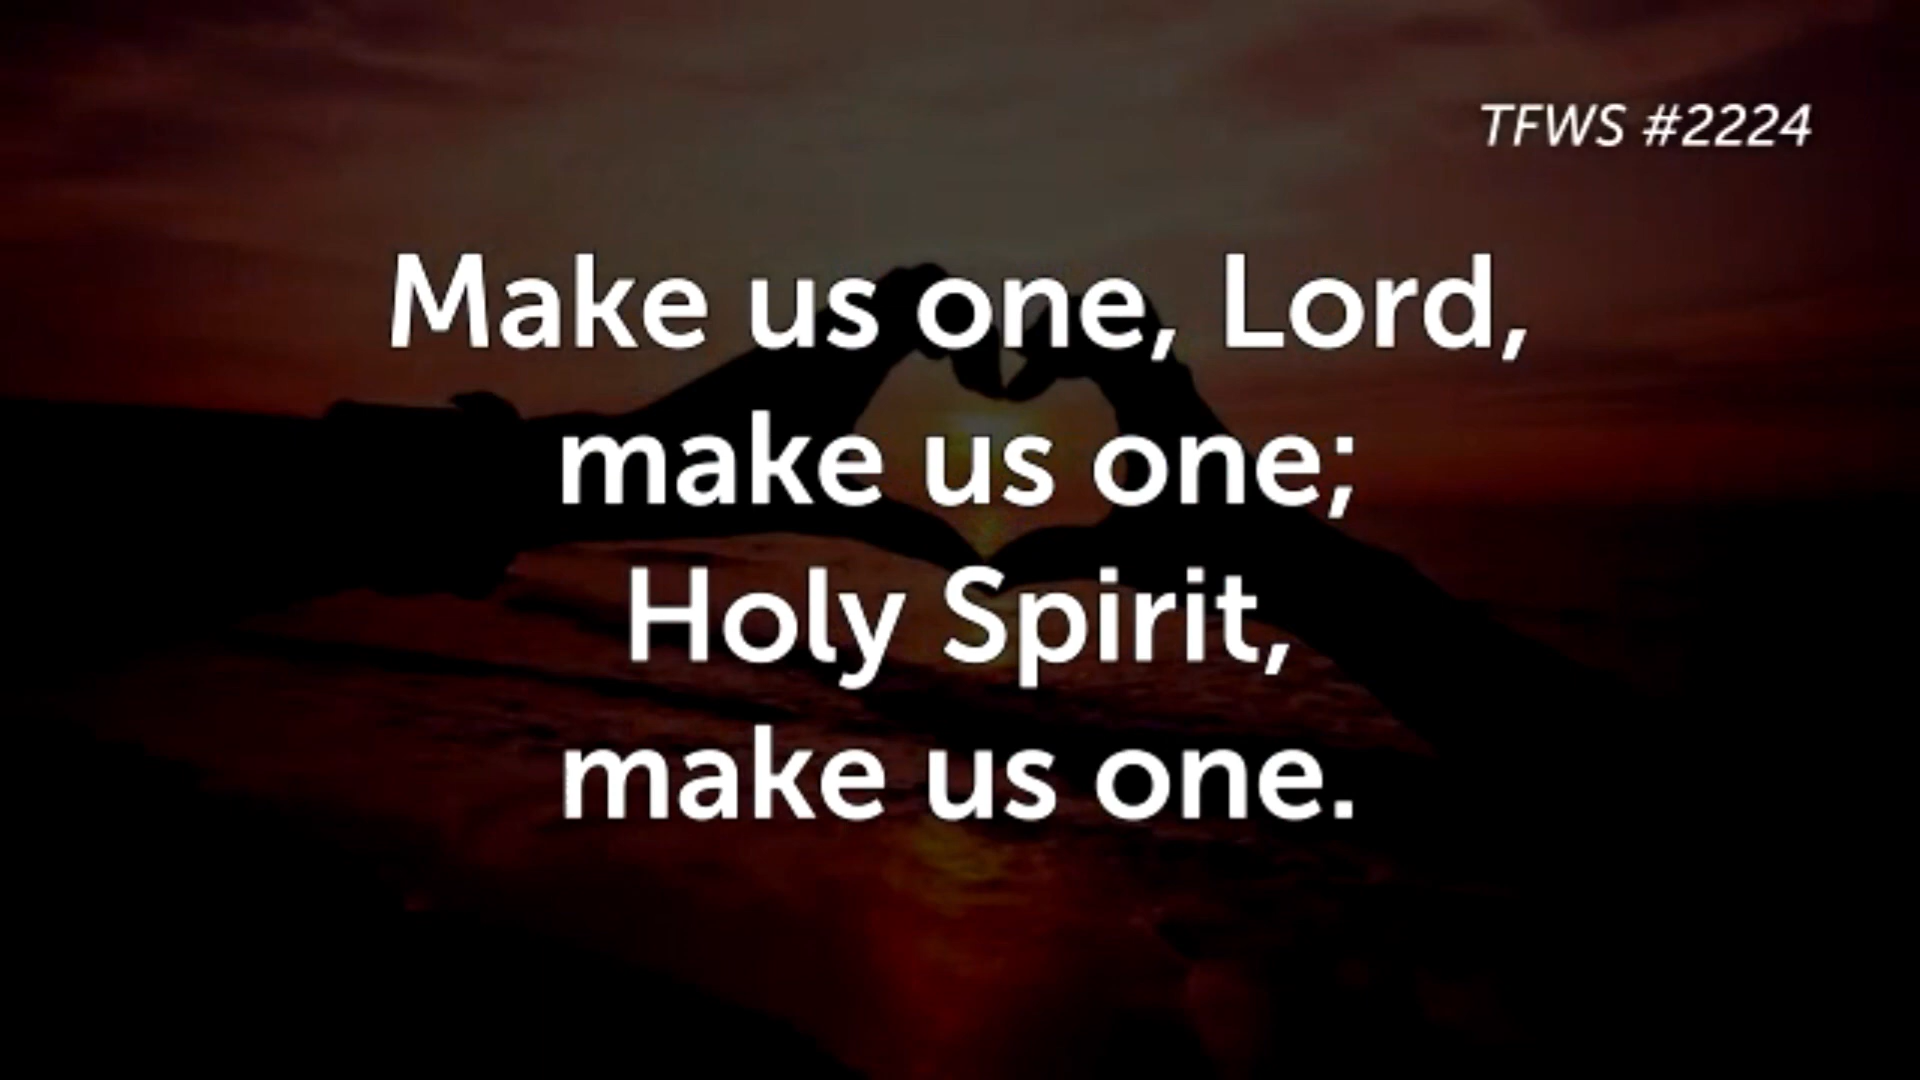 TFWS #2224
Make us one, Lord,
make us one;
Holy Spirit,
make us one.